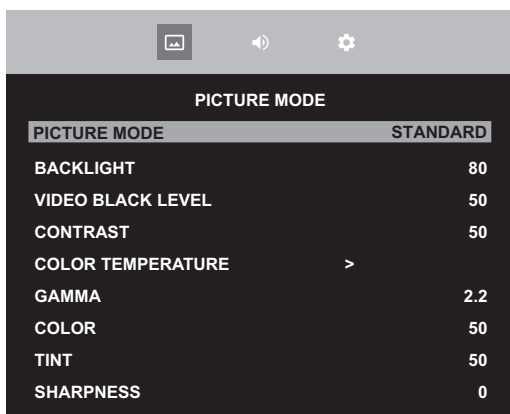 PICTURE MODE
PICTURE MODE STANDARD
BACKLIGHT 80
VIDEO BLACK LEVEL 50
CONTRAST 50
COLOR TEMPERATURE >
GAMMA 2.2
COLOR 50
TINT 50
SHARPNESS 0